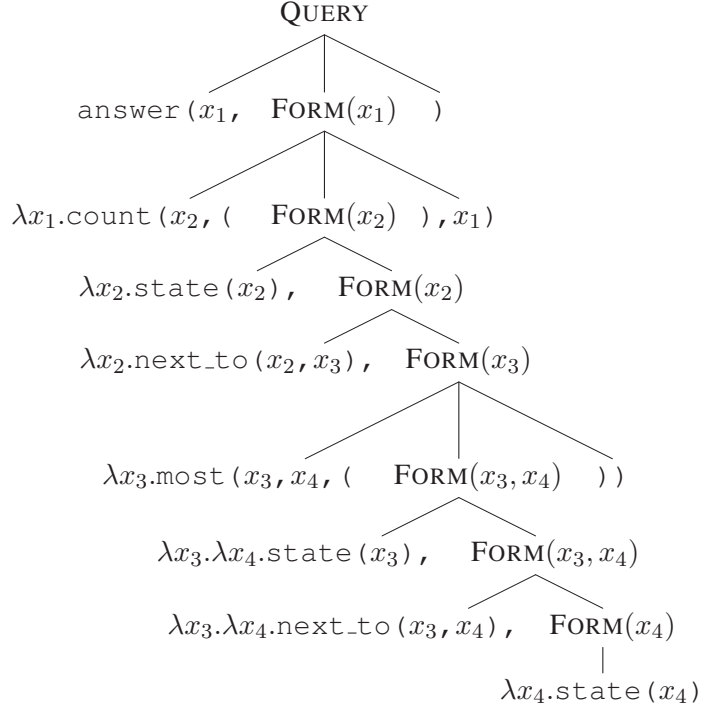 QUERY
answer(x₁, FORM(x₁) )
λx₁.count(x₂,( FORM(x₂) ),x₁)
λx₂.state(x₂), FORM(x₂)
λx₂.next_to(x₂,x₃), FORM(x₃)
λx₃.most(x₃,x₄,( FORM(x₃, x₄) ))
λx₃.λx₄.state(x₃), FORM(x₃, x₄)
λx₃.λx₄.next_to(x₃,x₄), FORM(x₄)
λx₄.state(x₄)